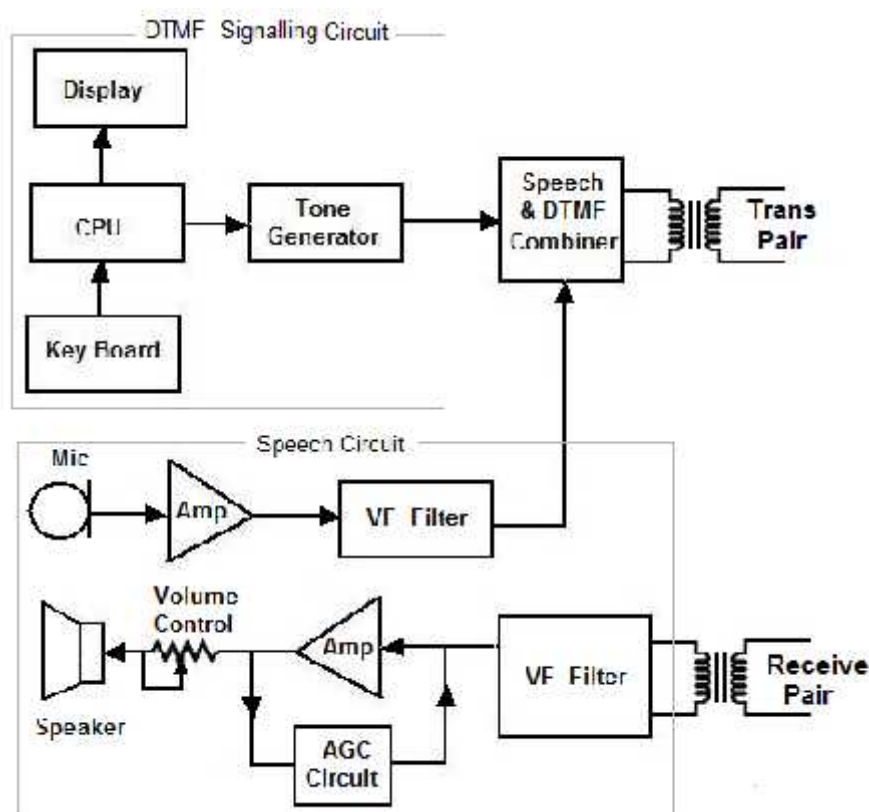 DTMF Signalling Circuit
Display
CPU
Tone
Generator
Speech
& DTMF
Combiner
Trans
Pair
Key Board
Speech Circuit
Mic
Amp
VF Filter
Volume
Control
Amp
VF Filter
Receive
Pair
Speaker
AGC
Circuit